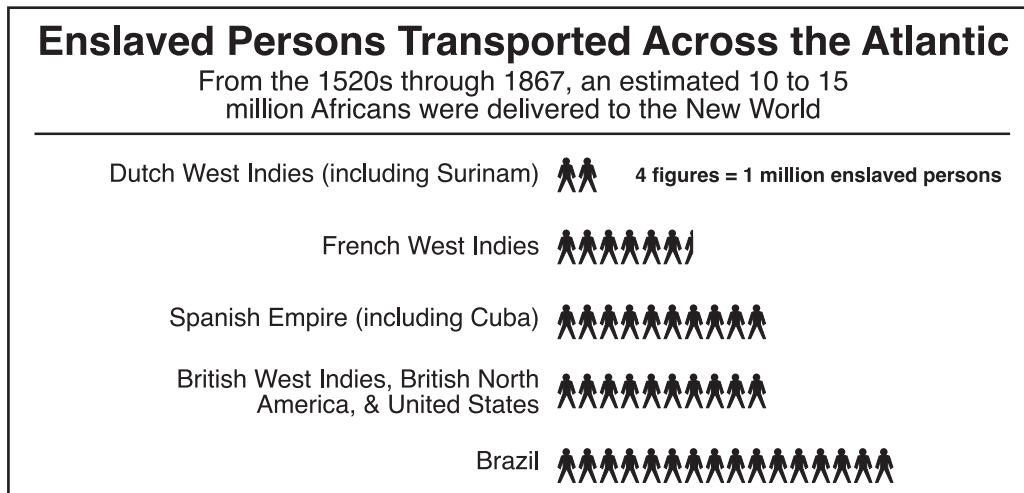 Enslaved Persons Transported Across the Atlantic
From the 1520s through 1867, an estimated 10 to 15
million Africans were delivered to the New World
Dutch West Indies (including Surinam)
4 figures = 1 million enslaved persons
French West Indies
Spanish Empire (including Cuba)
British West Indies, British North
America, & United States
Brazil